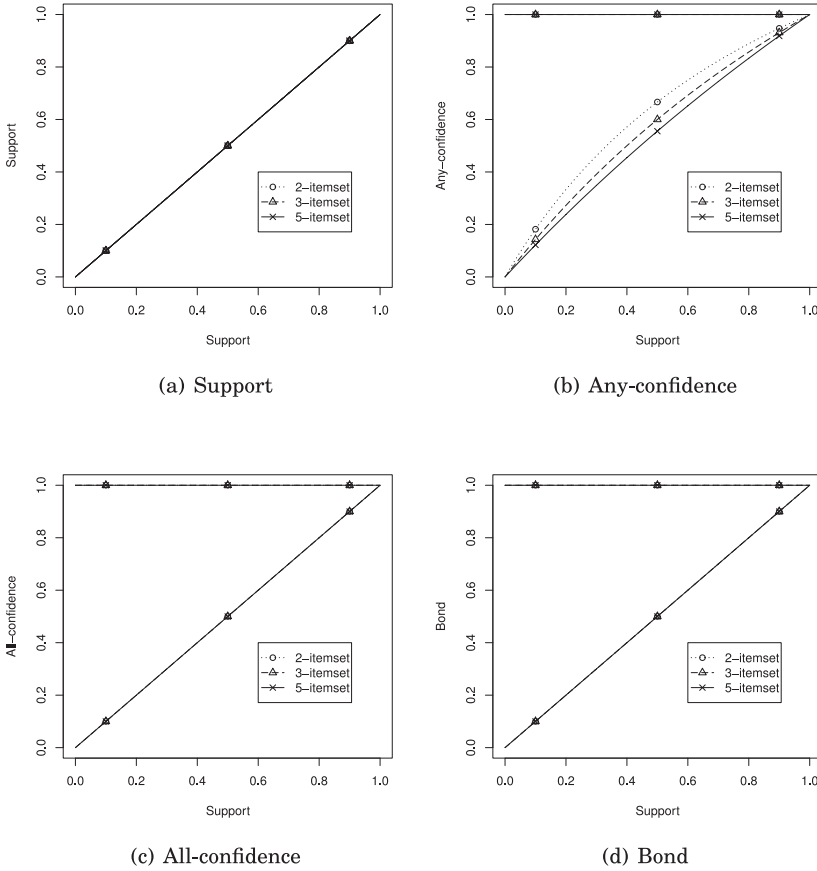 Support
1.0
0.8
0.6
0.4
0.2
0.0
2-itemset
3-itemset
5-itemset
0.0 0.2 0.4 0.6 0.8 1.0
Support
(a) Support
Any-confidence
1.0
0.8
0.6
0.4
0.2
0.0
2-itemset
3-itemset
5-itemset
0.0 0.2 0.4 0.6 0.8 1.0
Support
(b) Any-confidence
All-confidence
1.0
0.8
0.6
0.4
0.2
0.0
2-itemset
3-itemset
5-itemset
0.0 0.2 0.4 0.6 0.8 1.0
Support
(c) All-confidence
Bond
1.0
0.8
0.6
0.4
0.2
0.0
2-itemset
3-itemset
5-itemset
0.0 0.2 0.4 0.6 0.8 1.0
Support
(d) Bond